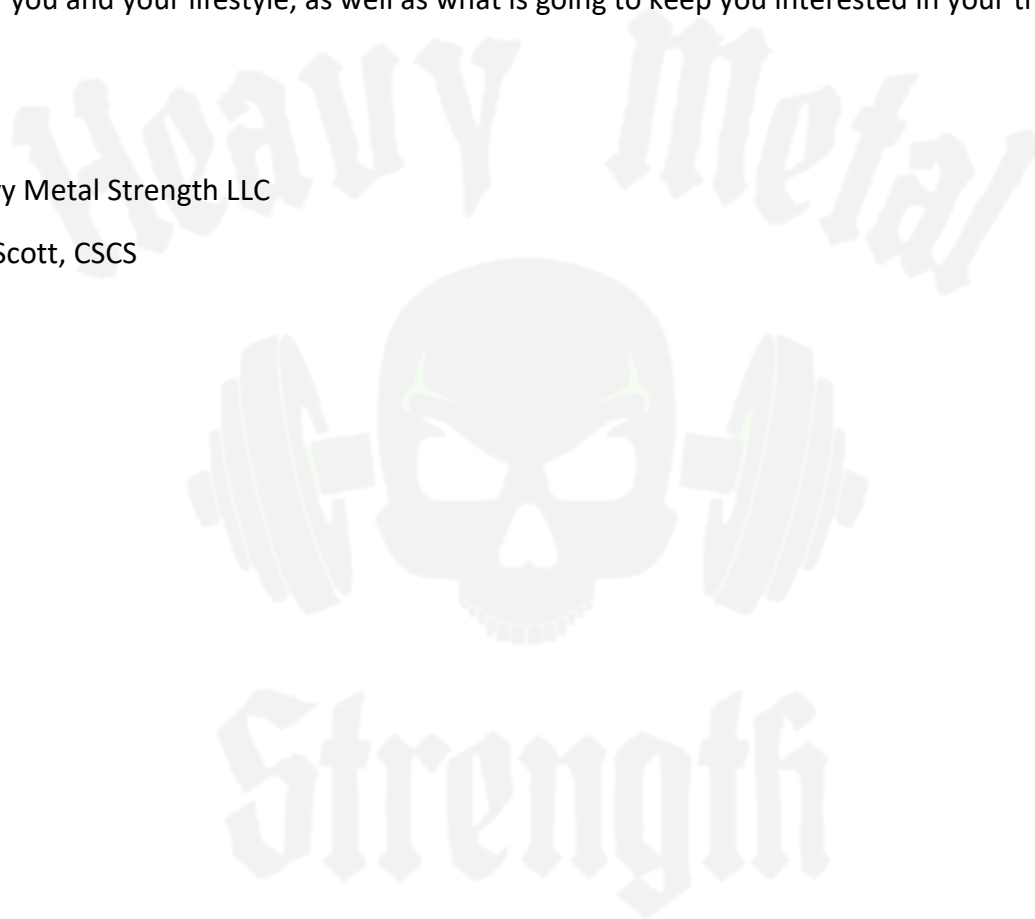 you and your lifestyle, as well as what is going to keep you interested in your
y Metal Strength LLC
Scott, CSCS
Heavy Metal
Strength